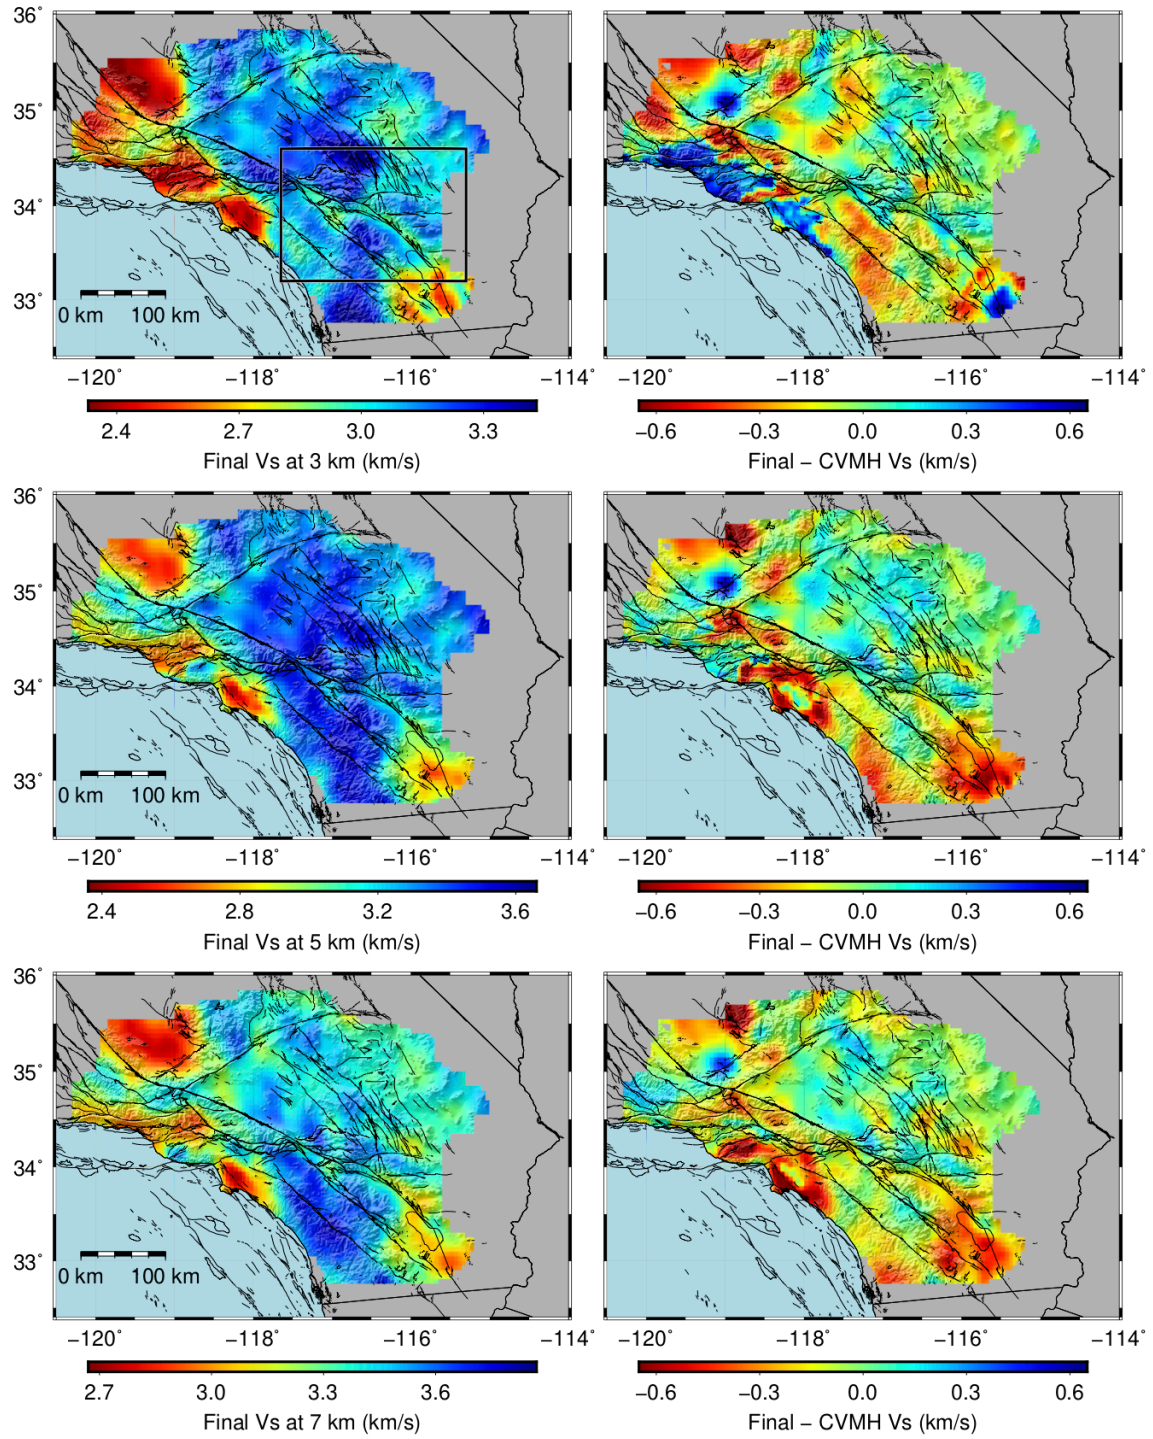 36°
35°
34°
33°
0 km 100 km
−120° −118° −116° −114°
−120° −118° −116° −114°
2.4 2.7 3.0 3.3
Final Vs at 3 km (km/s)
−0.6 −0.3 0.0 0.3 0.6
Final − CVMH Vs (km/s)
36°
35°
34°
33°
0 km 100 km
−120° −118° −116° −114°
−120° −118° −116° −114°
2.4 2.8 3.2 3.6
Final Vs at 5 km (km/s)
−0.6 −0.3 0.0 0.3 0.6
Final − CVMH Vs (km/s)
36°
35°
34°
33°
0 km 100 km
−120° −118° −116° −114°
−120° −118° −116° −114°
2.7 3.0 3.3 3.6
Final Vs at 7 km (km/s)
−0.6 −0.3 0.0 0.3 0.6
Final − CVMH Vs (km/s)